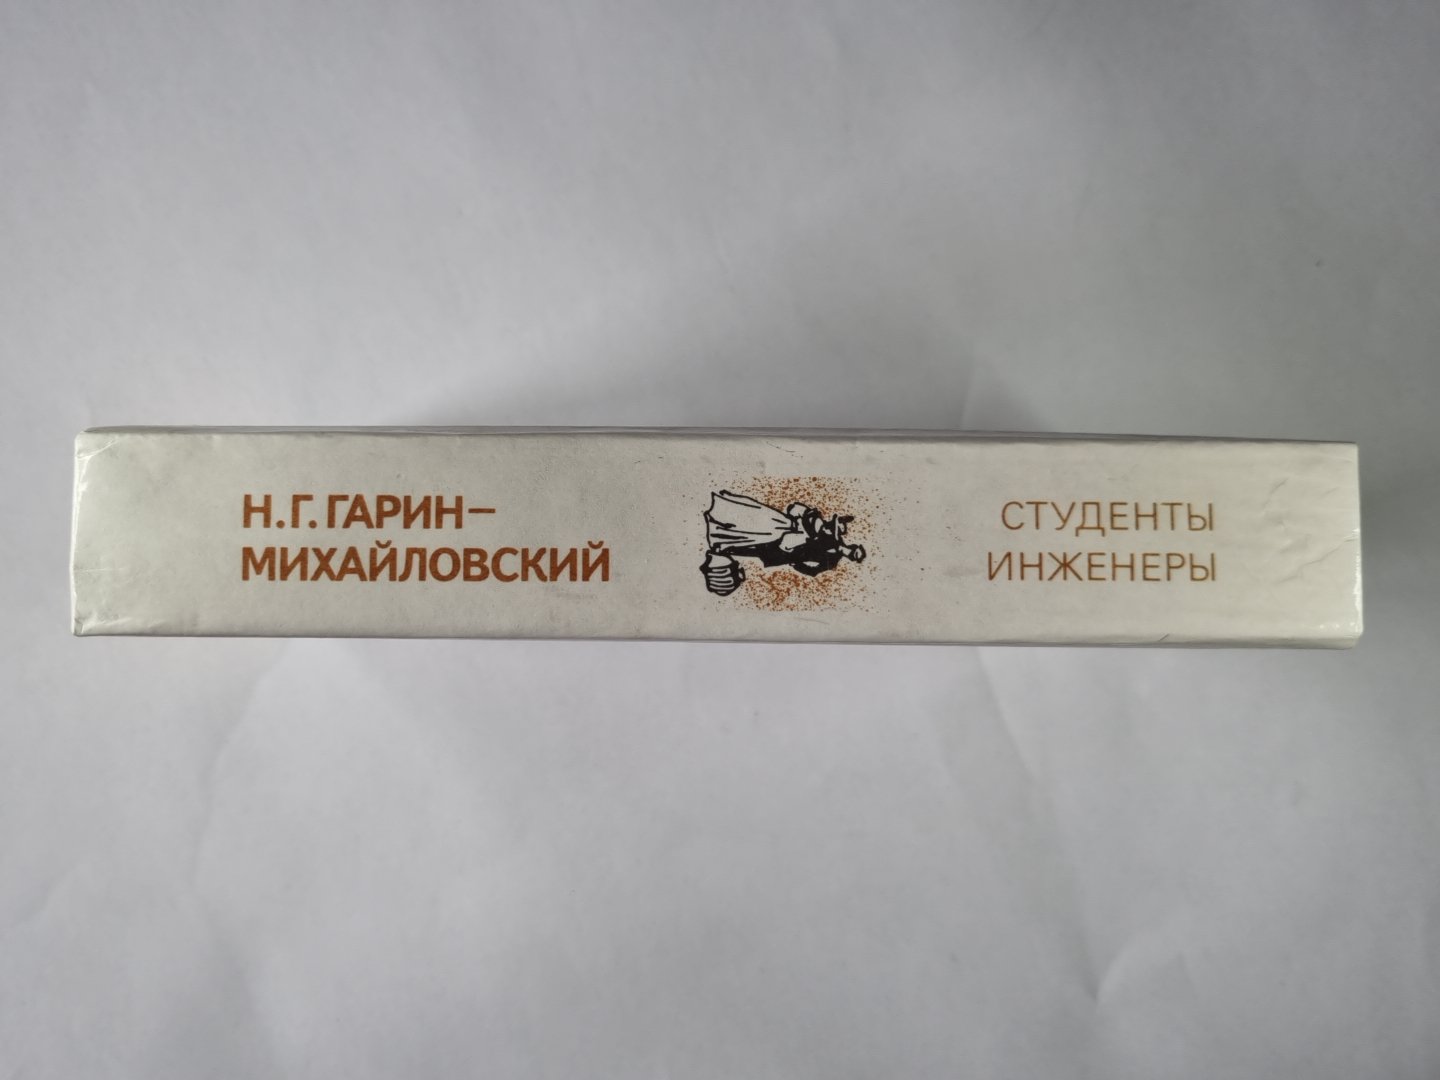 Н. Г. ГАРИН–
МИХАЙЛОВСКИЙ
СТУДЕНТЫ
ИНЖЕНЕРЫ